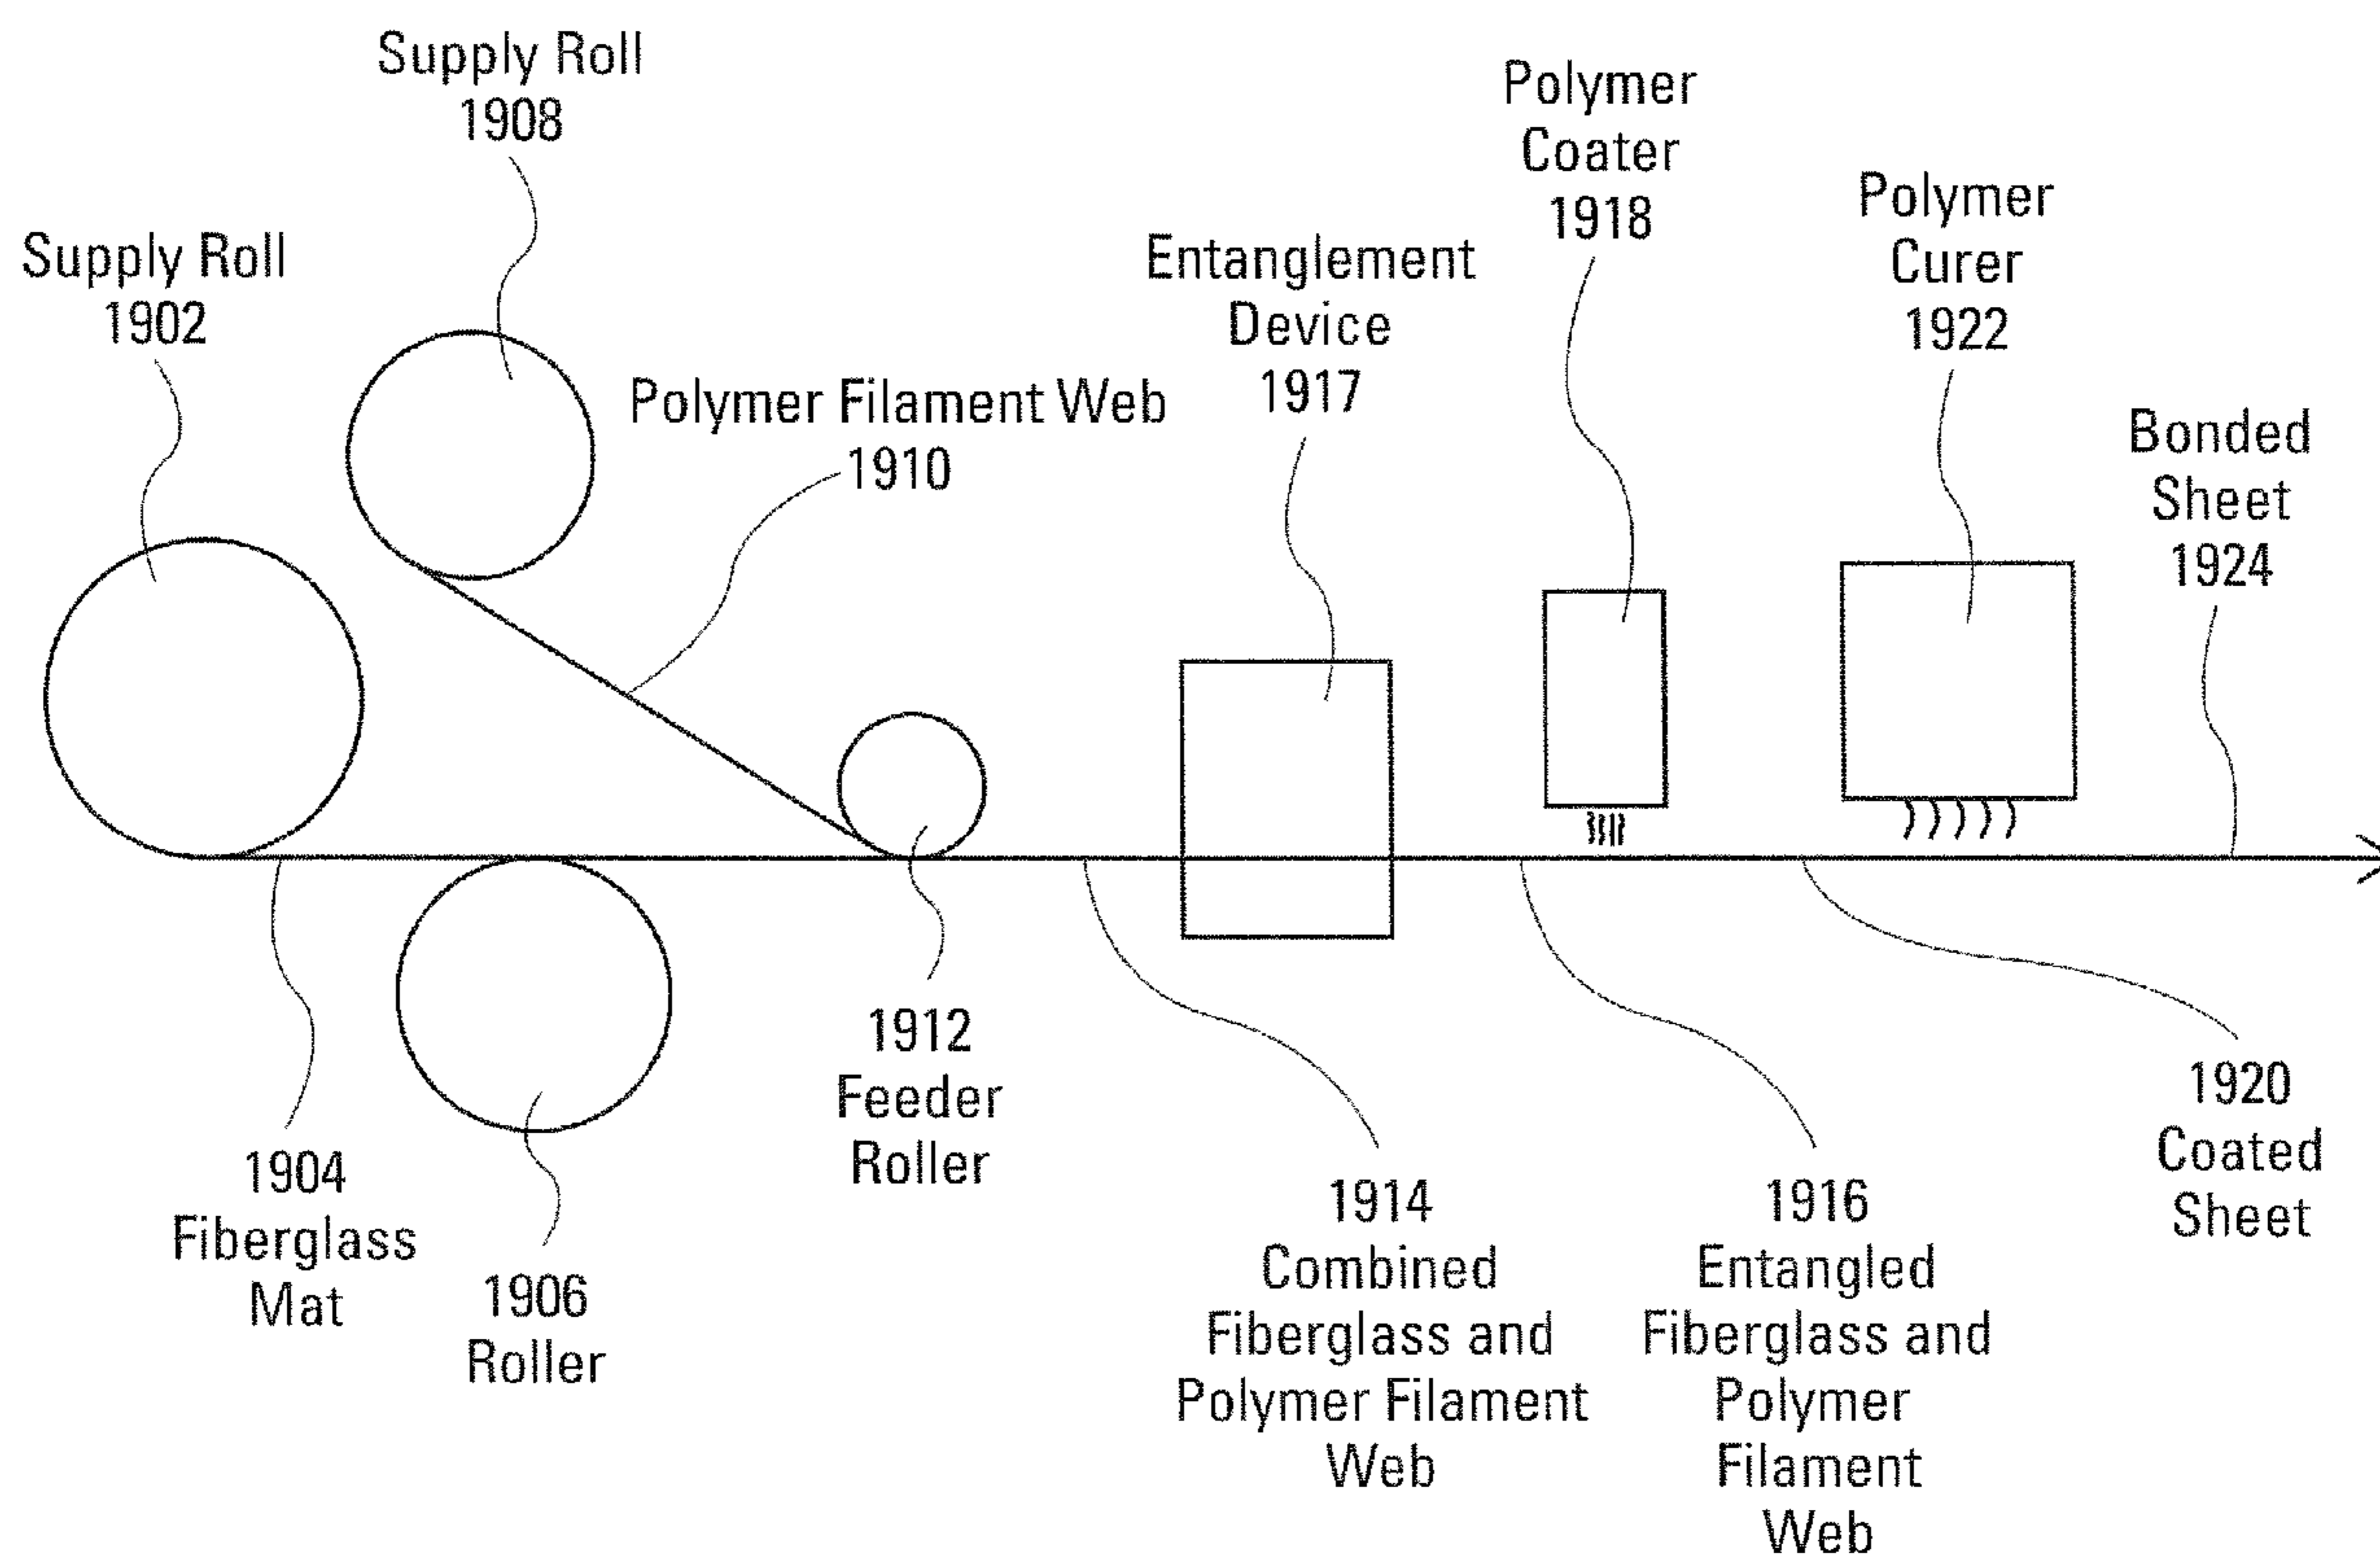 Supply Roll
1908
Polymer
Coater
1918
Polymer
Curer
1922
Supply Roll
1902
Entanglement
Device
1917
Polymer Filament Web
1910
Bonded
Sheet
1924
1904
Fiberglass
Mat
1906
Roller
1912
Feeder
Roller
1914
Combined
Fiberglass and
Polymer Filament
Web
1916
Entangled
Fiberglass and
Polymer
Filament
Web
1920
Coated
Sheet